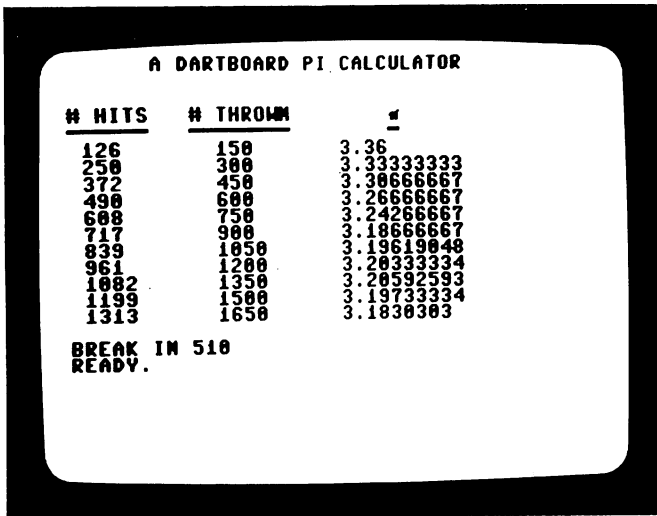 A DARTBOARD PI CALCULATOR
# HITS # THROWN π
126 150 3.36
250 300 3.33333333
372 450 3.30666667
490 600 3.26666667
608 750 3.24266667
717 900 3.18666667
839 1050 3.19619048
961 1200 3.20333334
1082 1350 3.20592593
1199 1500 3.19733334
1313 1650 3.1830303
BREAK IN 510
READY.